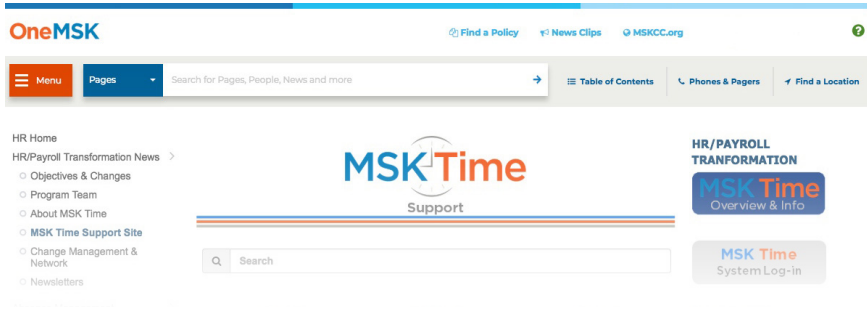 OneMSK
Find a Policy
News Clips
MSKCC.org
?
Menu
Pages
Search for Pages, People, News and more
Table of Contents
Phones & Pagers
Find a Location
HR Home
HR/Payroll Transformation News
Objectives & Changes
Program Team
About MSK Time
MSK Time Support Site
Change Management &
Network
Newsletters
MSK Time
Support
Search
HR/PAYROLL
TRANFORMATION
MSK Time
Overview & Info
MSK Time
System Log-in